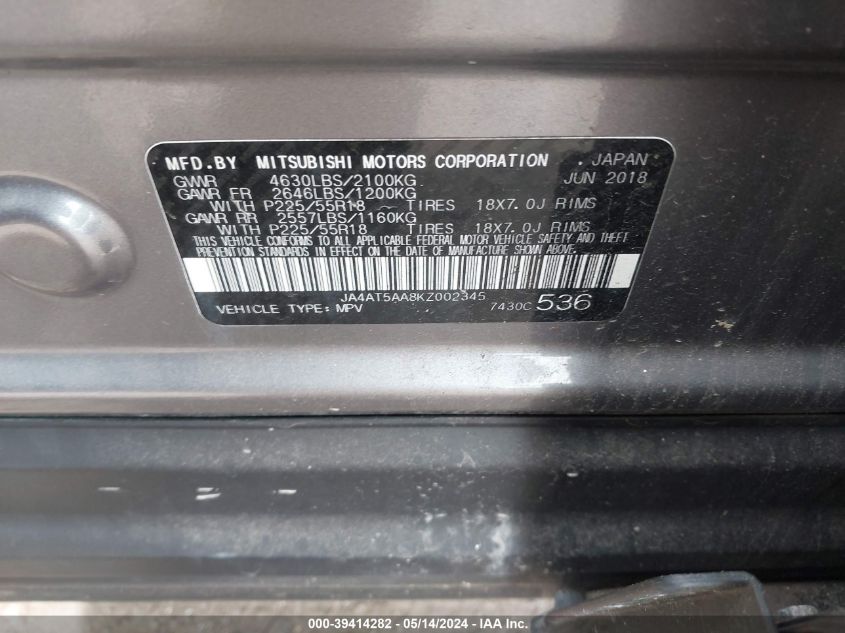 MFD.BY MITSUBISHI MOTORS CORPORATION . JAPAN
GVWR 4630LBS/2100KG JUN 2018
GAWR FR 2646LBS/1200KG
WITH P225/55R18 TIRES 18X7.0J RIMS
GAWR RR 2557LBS/1160KG
WITH P225/55R18 TIRES 18X7.0J RIMS
THIS VEHICLE CONFORMS TO ALL APPLICABLE FEDERAL MOTOR VEHICLE SAFETY AND THEFT
PREVENTION STANDARDS IN EFFECT ON THE DATE OF MANUFACTURE SHOWN ABOVE.
JA4AT5AA8KZ002345
VEHICLE TYPE: MPV 7430C 536
000-39414282 - 05/14/2024 - IAA Inc.